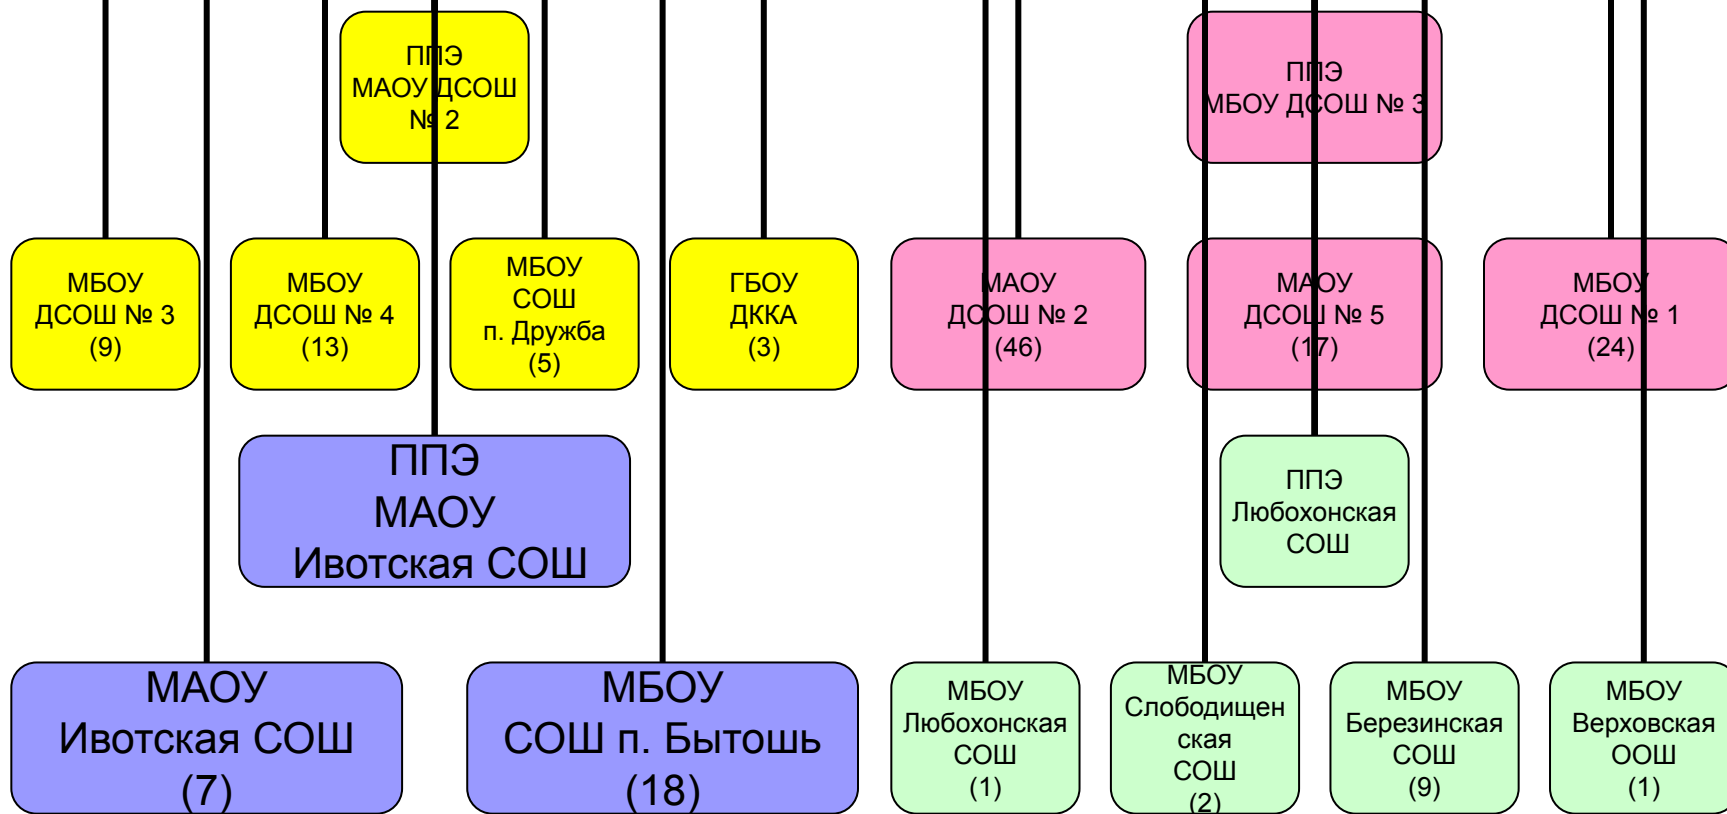 ППЭ
МАОУ ДСОШ
№ 2
ППЭ
МБОУ ДСОШ № 3
МБОУ
ДСОШ № 3
(9)
МБОУ
ДСОШ № 4
(13)
МБОУ
СОШ
п. Дружба
(5)
ГБОУ
ДККА
(3)
МАОУ
ДСОШ № 2
(46)
МАОУ
ДСОШ № 5
(17)
МБОУ
ДСОШ № 1
(24)
ППЭ
МАОУ
Ивотская СОШ
ППЭ
Любохонская
СОШ
МАОУ
Ивотская СОШ
(7)
МБОУ
СОШ п. Бытошь
(18)
МБОУ
Любохонская
СОШ
(1)
МБОУ
Слободищен
ская
СОШ
(2)
МБОУ
Березинская
СОШ
(9)
МБОУ
Верховская
ООШ
(1)